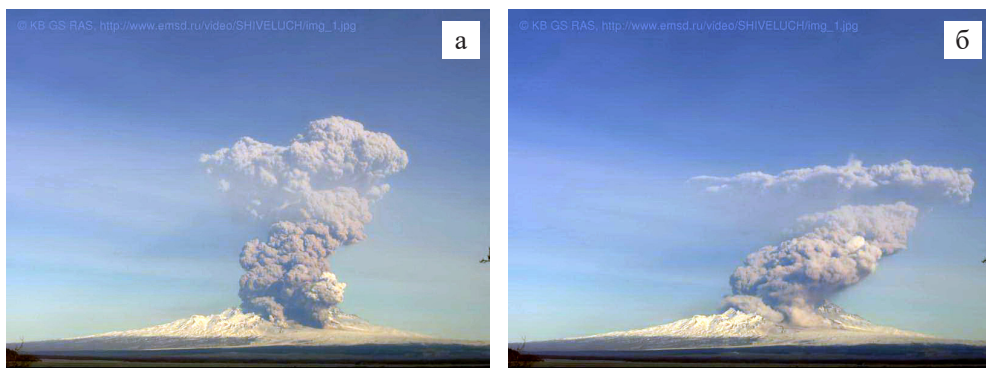 © KB GS RAS, http://www.emsd.ru/video/SHIVELUCH/img_1.jpg
а
© KB GS RAS, http://www.emsd.ru/video/SHIVELUCH/img_1.jpg
б